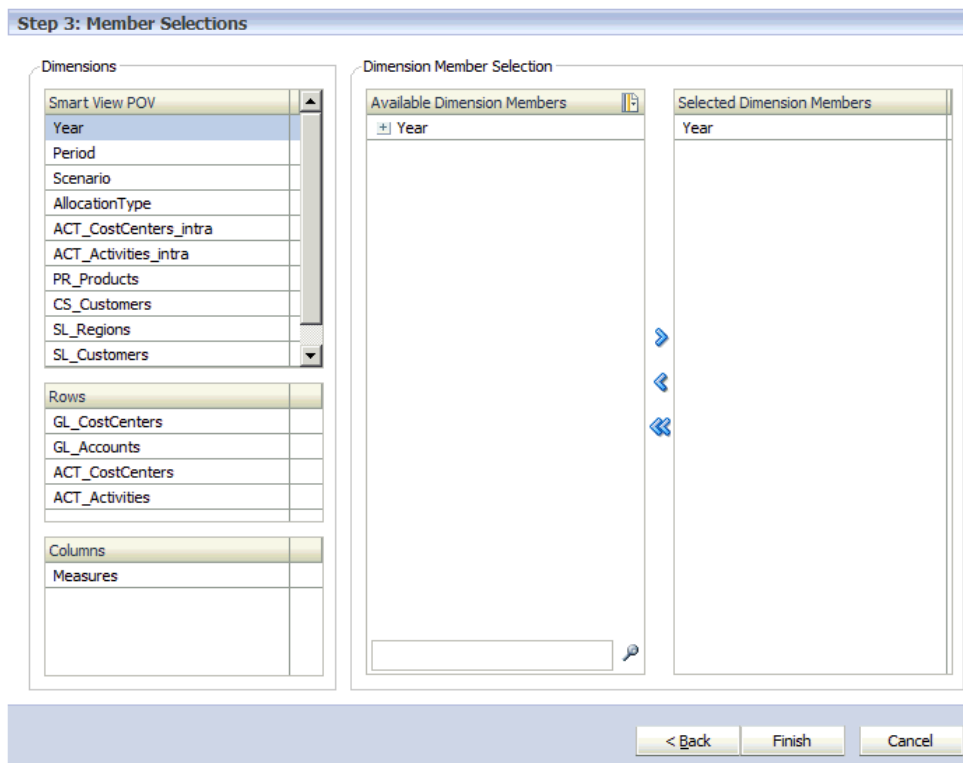 Step 3: Member Selections
Dimensions
Smart View POV
Year
Period
Scenario
AllocationType
ACT_CostCenters_intra
ACT_Activities_intra
PR_Products
CS_Customers
SL_Regions
SL_Customers
Rows
GL_CostCenters
GL_Accounts
ACT_CostCenters
ACT_Activities
Columns
Measures
Dimension Member Selection
Available Dimension Members
Year
Selected Dimension Members
Year
< Back
Finish
Cancel